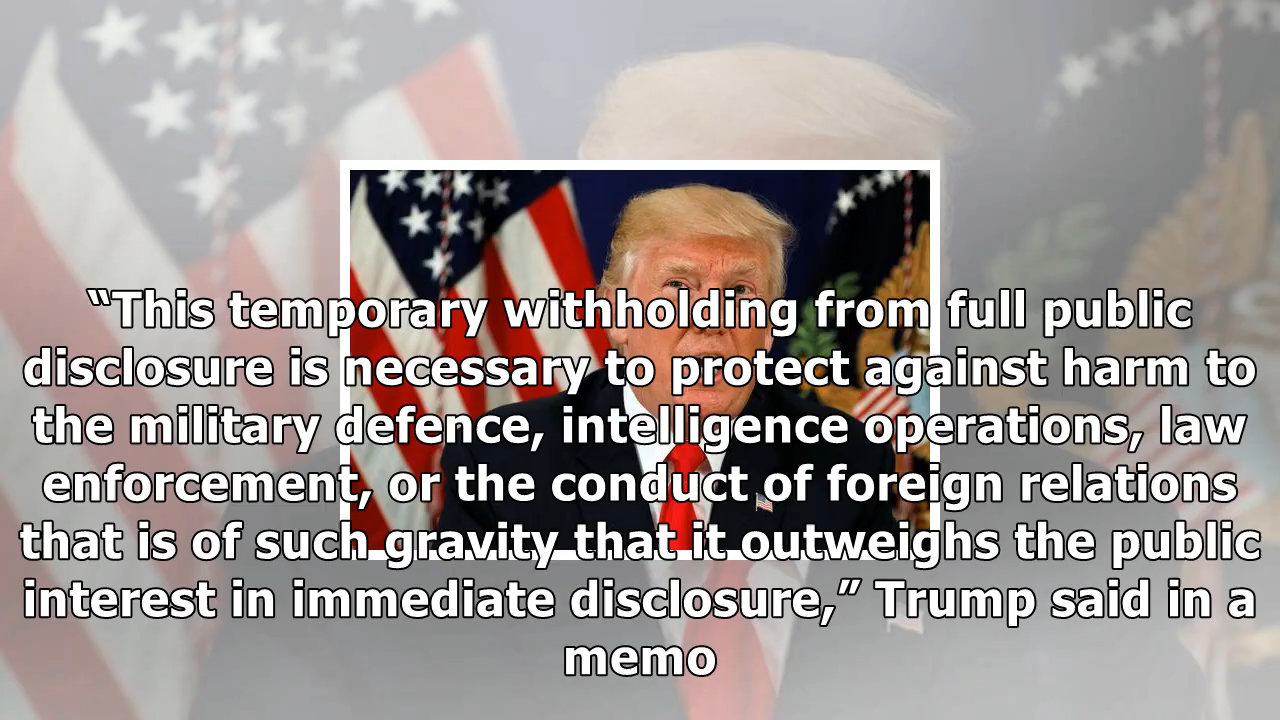 “This temporary withholding from full public
disclosure is necessary to protect against harm to
the military defence, intelligence operations, law
enforcement, or the conduct of foreign relations
that is of such gravity that it outweighs the public
interest in immediate disclosure,” Trump said in a
memo